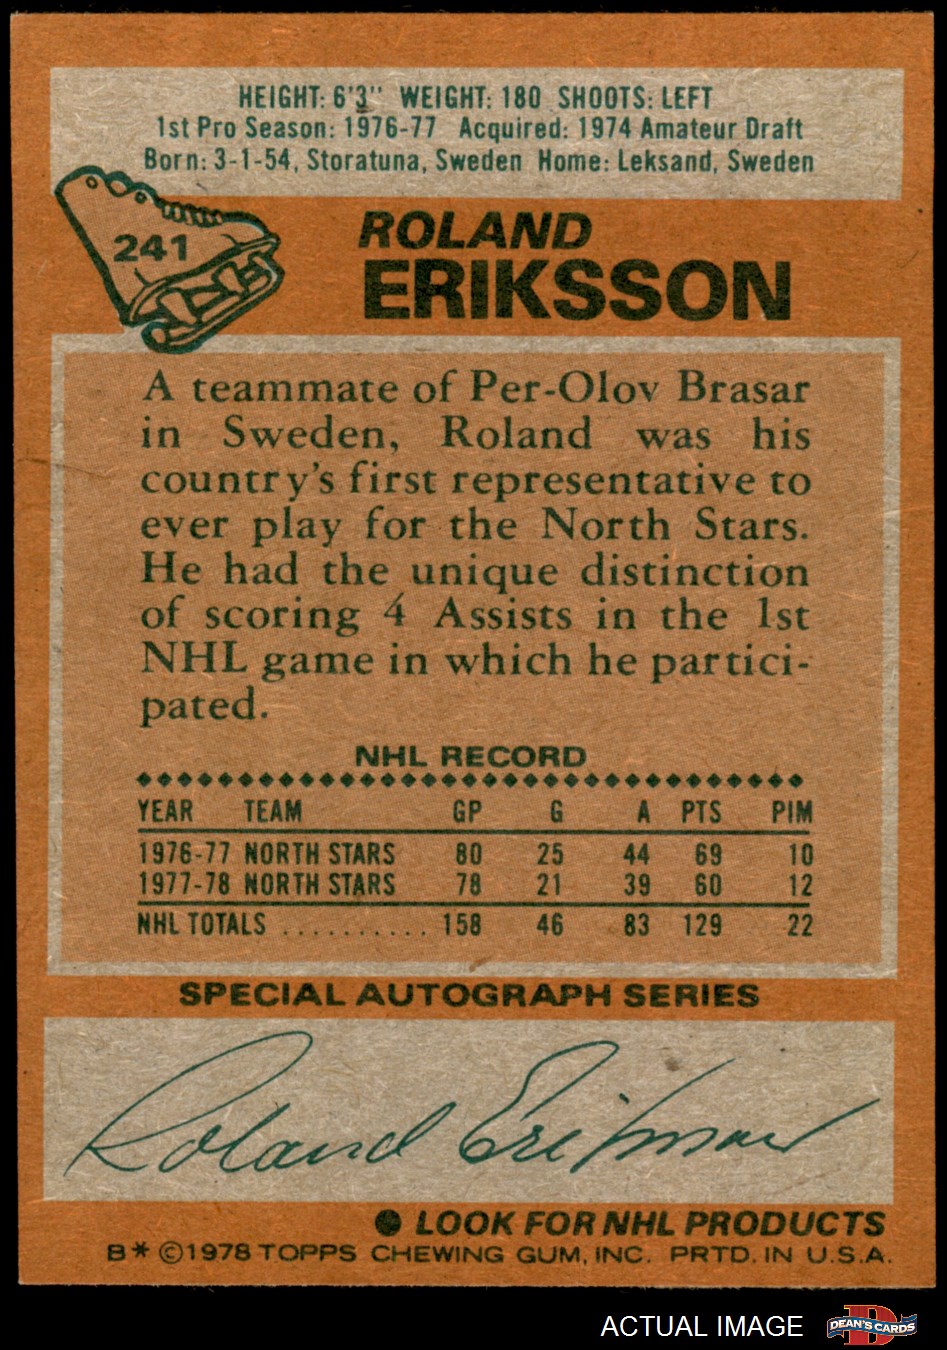 HEIGHT: 6'3" WEIGHT: 180 SHOOTS: LEFT
1st Pro Season: 1976-77 Acquired: 1974 Amateur Draft
Born: 3-1-54, Storatuna, Sweden Home: Leksand, Sweden
241
ROLAND
ERIKSSON
A teammate of Per-Olov Brasar
in Sweden, Roland was his
country's first representative to
ever play for the North Stars.
He had the unique distinction
of scoring 4 Assists in the 1st
NHL game in which he partici-
pated.
NHL RECORD
YEAR TEAM GP G A PTS PIM
1976-77 NORTH STARS 80 25 44 69 10
1977-78 NORTH STARS 78 21 39 60 12
NHL TOTALS .......... 158 46 83 129 22
SPECIAL AUTOGRAPH SERIES
Roland Eriksson
● LOOK FOR NHL PRODUCTS
B* ©1978 TOPPS CHEWING GUM, INC. PRTD. IN U.S.A.
ACTUAL IMAGE
D
DEAN'S CARDS